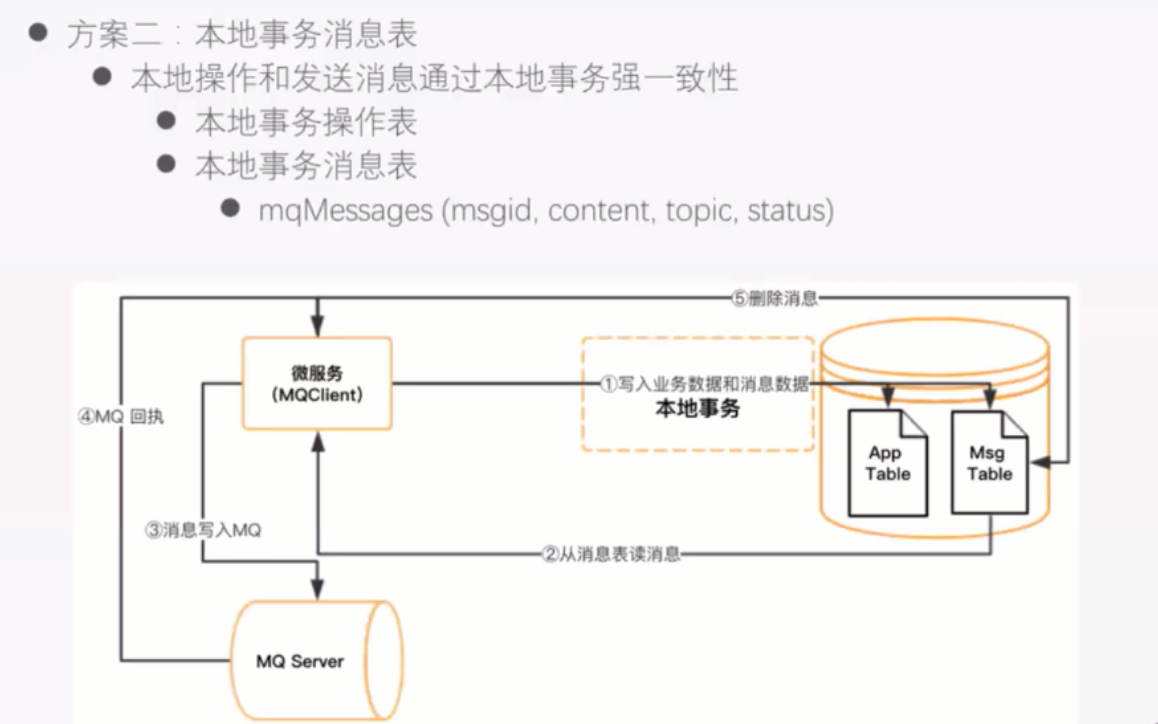 方案二：本地事务消息表
本地操作和发送消息通过本地事务强一致性
本地事务操作表
本地事务消息表
mqMessages (msgid, content, topic, status)
⑤删除消息
微服务
（MQClient）
①写入业务数据和消息数据
本地事务
④MQ 回执
App
Table
Msg
Table
③消息写入MQ
②从消息表读消息
MQ Server